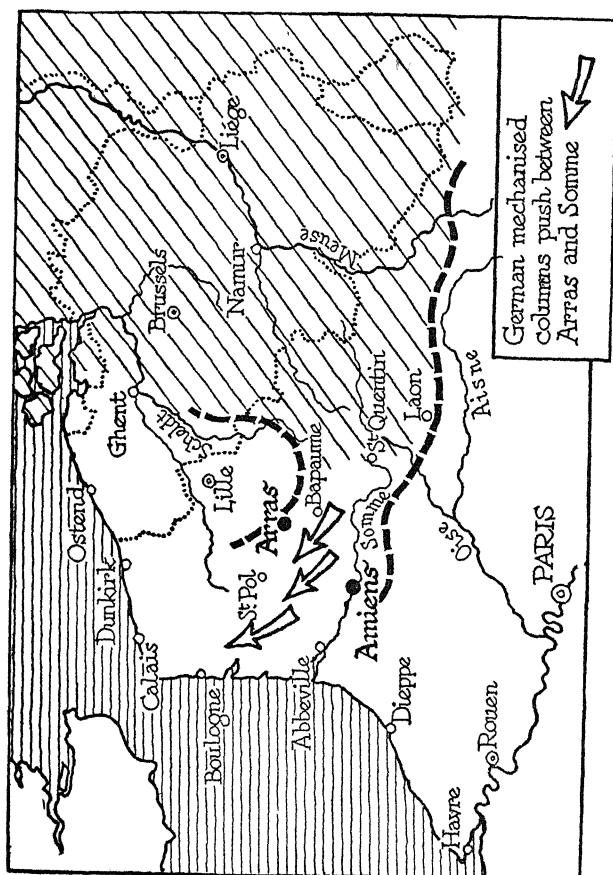 Ostend
Dunkirk
Calais
Boulogne
Abbeville
Dieppe
Havre
Rouen
PARIS
Ghent
Scheldt
Lille
Arras
St Pol
Bapaume
Amiens
Somme
St Quentin
Laon
Oise
Aisne
Brussels
Namur
Meuse
Liége
German mechanised
columns push between
Arras and Somme